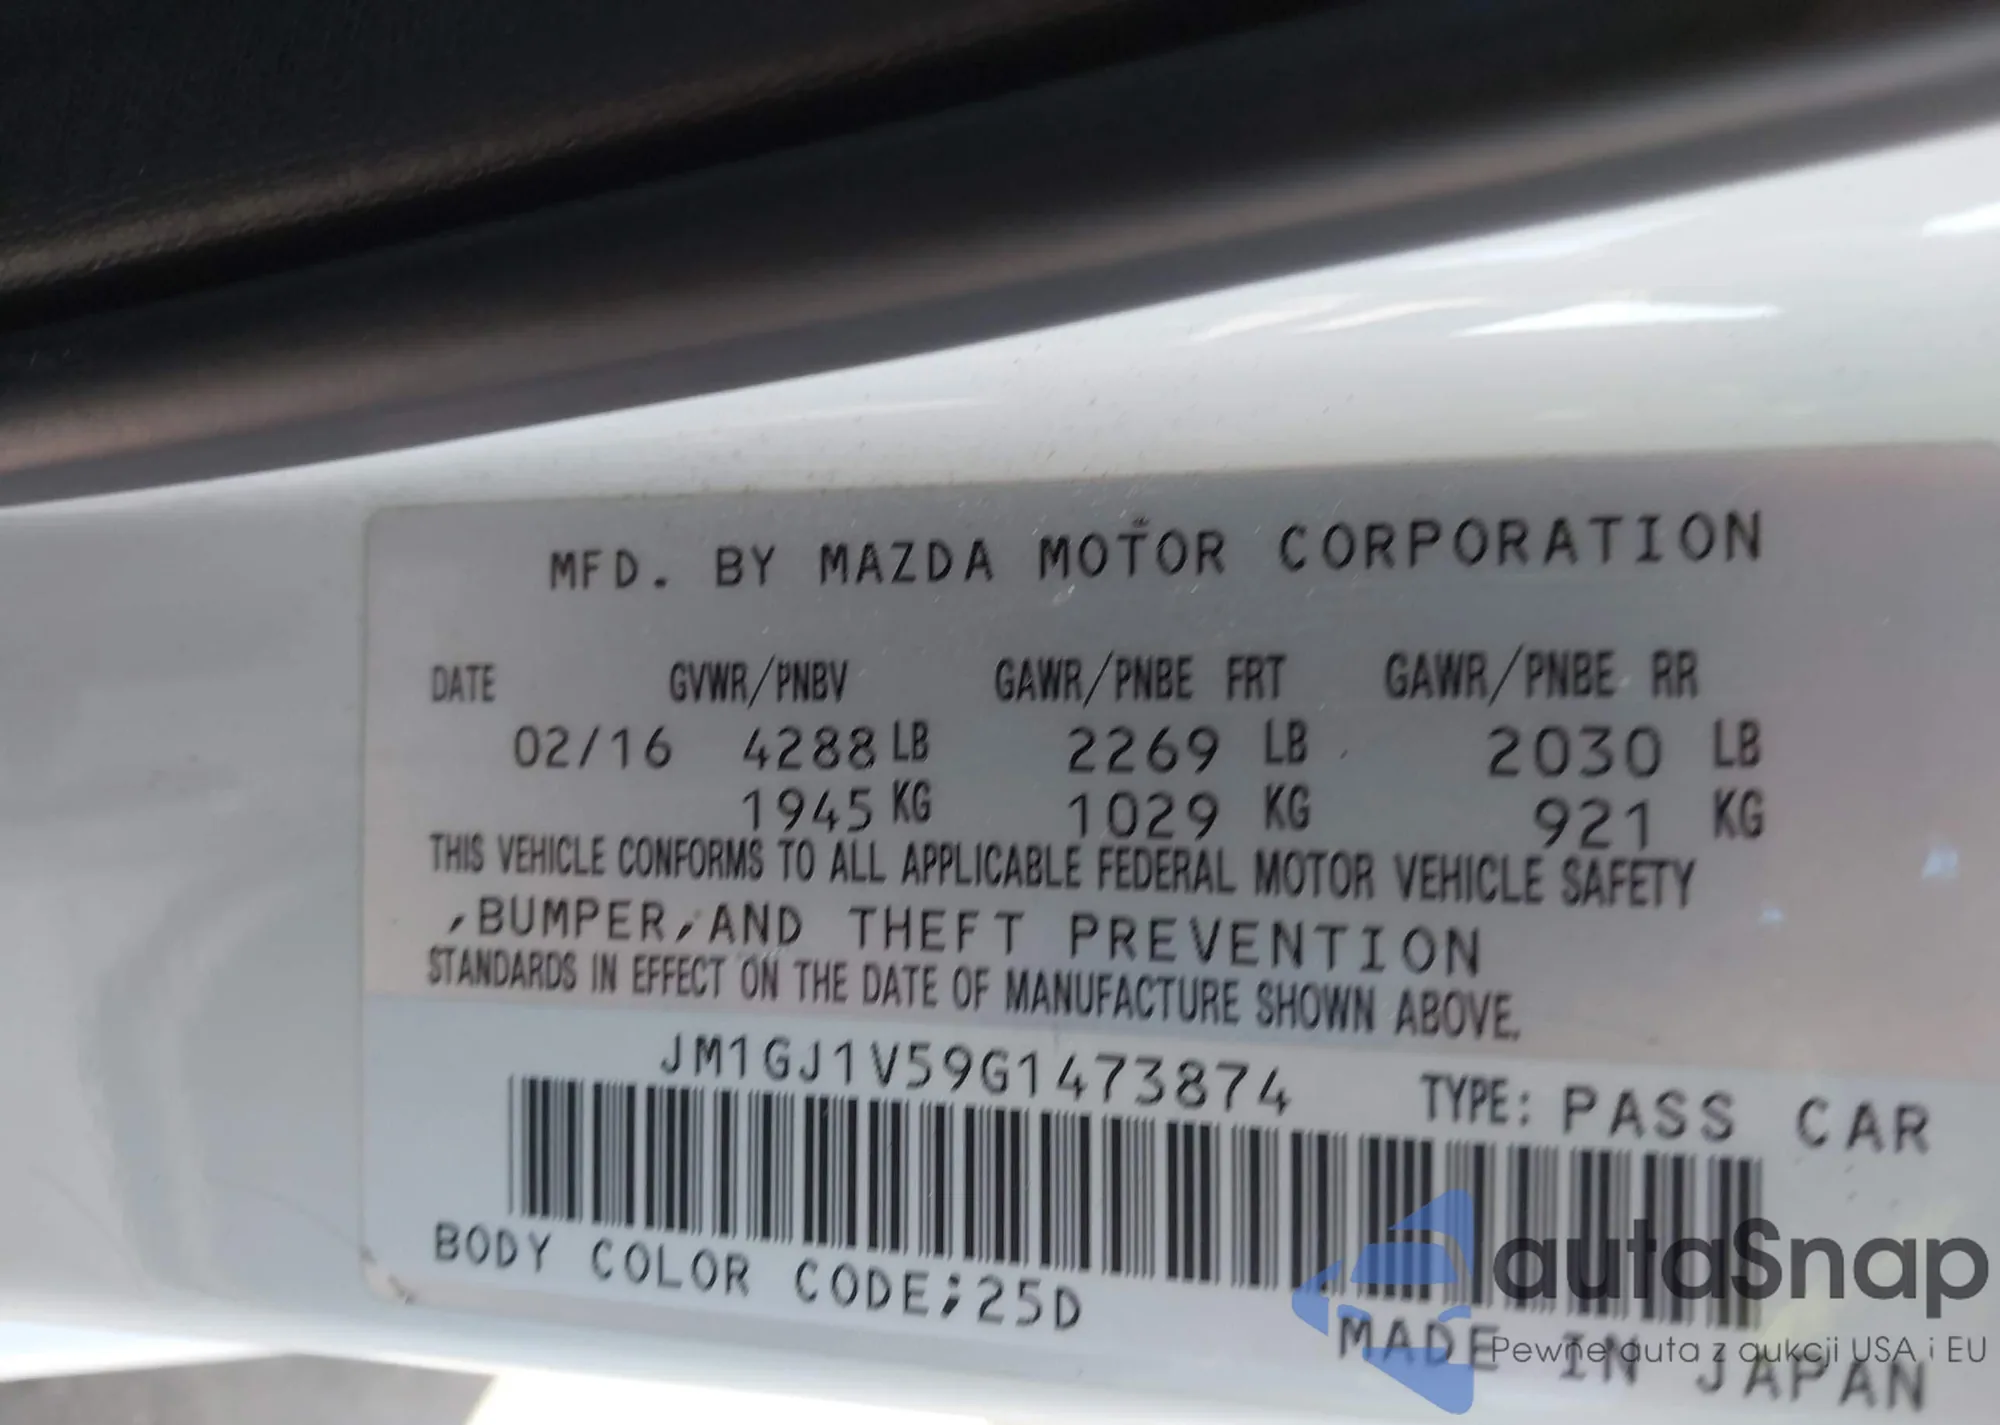 MFD. BY MAZDA MOTOR CORPORATION
DATE GVWR/PNBV GAWR/PNBE FRT GAWR/PNBE RR
02/16 4288 LB 2269 LB 2030 LB
1945 KG 1029 KG 921 KG
THIS VEHICLE CONFORMS TO ALL APPLICABLE FEDERAL MOTOR VEHICLE SAFETY
,BUMPER,AND THEFT PREVENTION
STANDARDS IN EFFECT ON THE DATE OF MANUFACTURE SHOWN ABOVE.
JM1GJ1V59G1473874 TYPE: PASS CAR
BODY COLOR CODE;25D
MADE IN JAPAN
autaSnap
Pewne auta z aukcji USA i EU